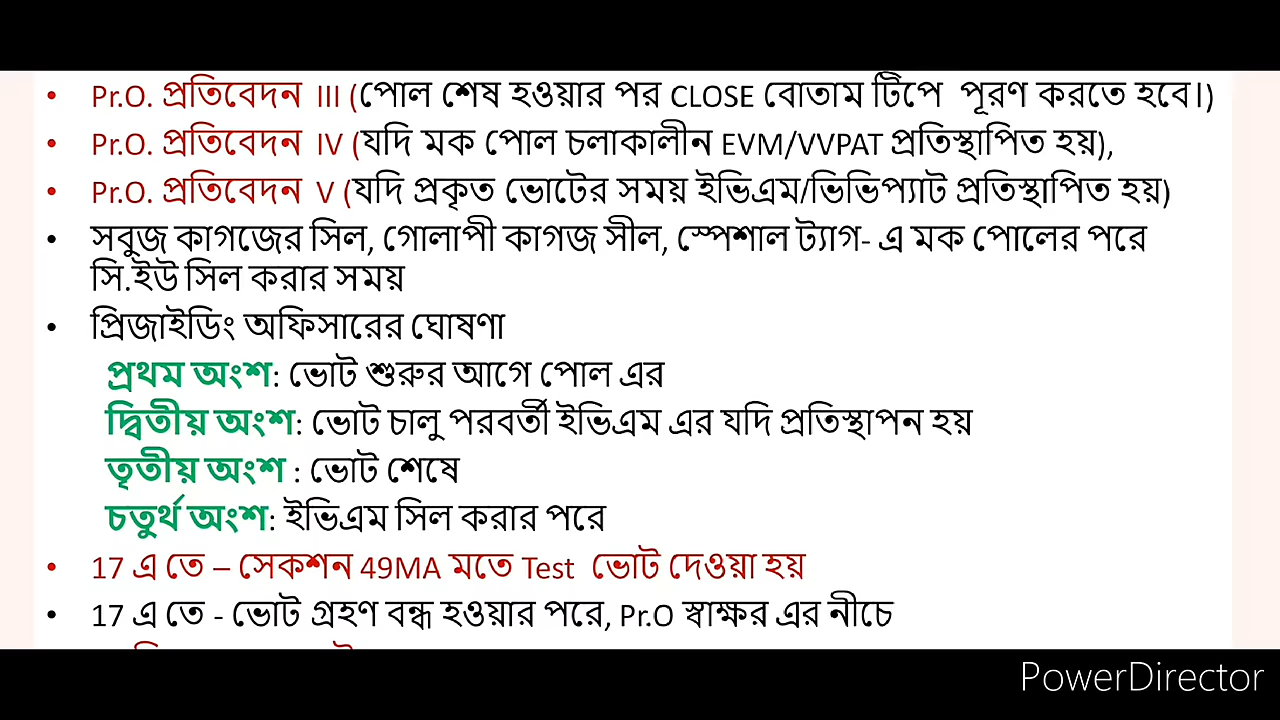 • Pr.O. প্রতিবেদন III (পোল শেষ হওয়ার পর CLOSE বোতাম টিপে পূরণ করতে হবে।)
• Pr.O. প্রতিবেদন IV (যদি মক পোল চলাকালীন EVM/VVPAT প্রতিস্থাপিত হয়),
• Pr.O. প্রতিবেদন V (যদি প্রকৃত ভোটের সময় ইভিএম/ভিভিপ্যাট প্রতিস্থাপিত হয়)
• সবুজ কাগজের সিল, গোলাপী কাগজ সীল, স্পেশাল ট্যাগ- এ মক পোলের পরে
সি.ইউ সিল করার সময়
• প্রিজাইডিং অফিসারের ঘোষণা
প্রথম অংশ: ভোট শুরুর আগে পোল এর
দ্বিতীয় অংশ: ভোট চালু পরবর্তী ইভিএম এর যদি প্রতিস্থাপন হয়
তৃতীয় অংশ : ভোট শেষে
চতুর্থ অংশ: ইভিএম সিল করার পরে
• 17 এ তে – সেকশন 49MA মতে Test ভোট দেওয়া হয়
• 17 এ তে - ভোট গ্রহণ বন্ধ হওয়ার পরে, Pr.O স্বাক্ষর এর নীচে
PowerDirector